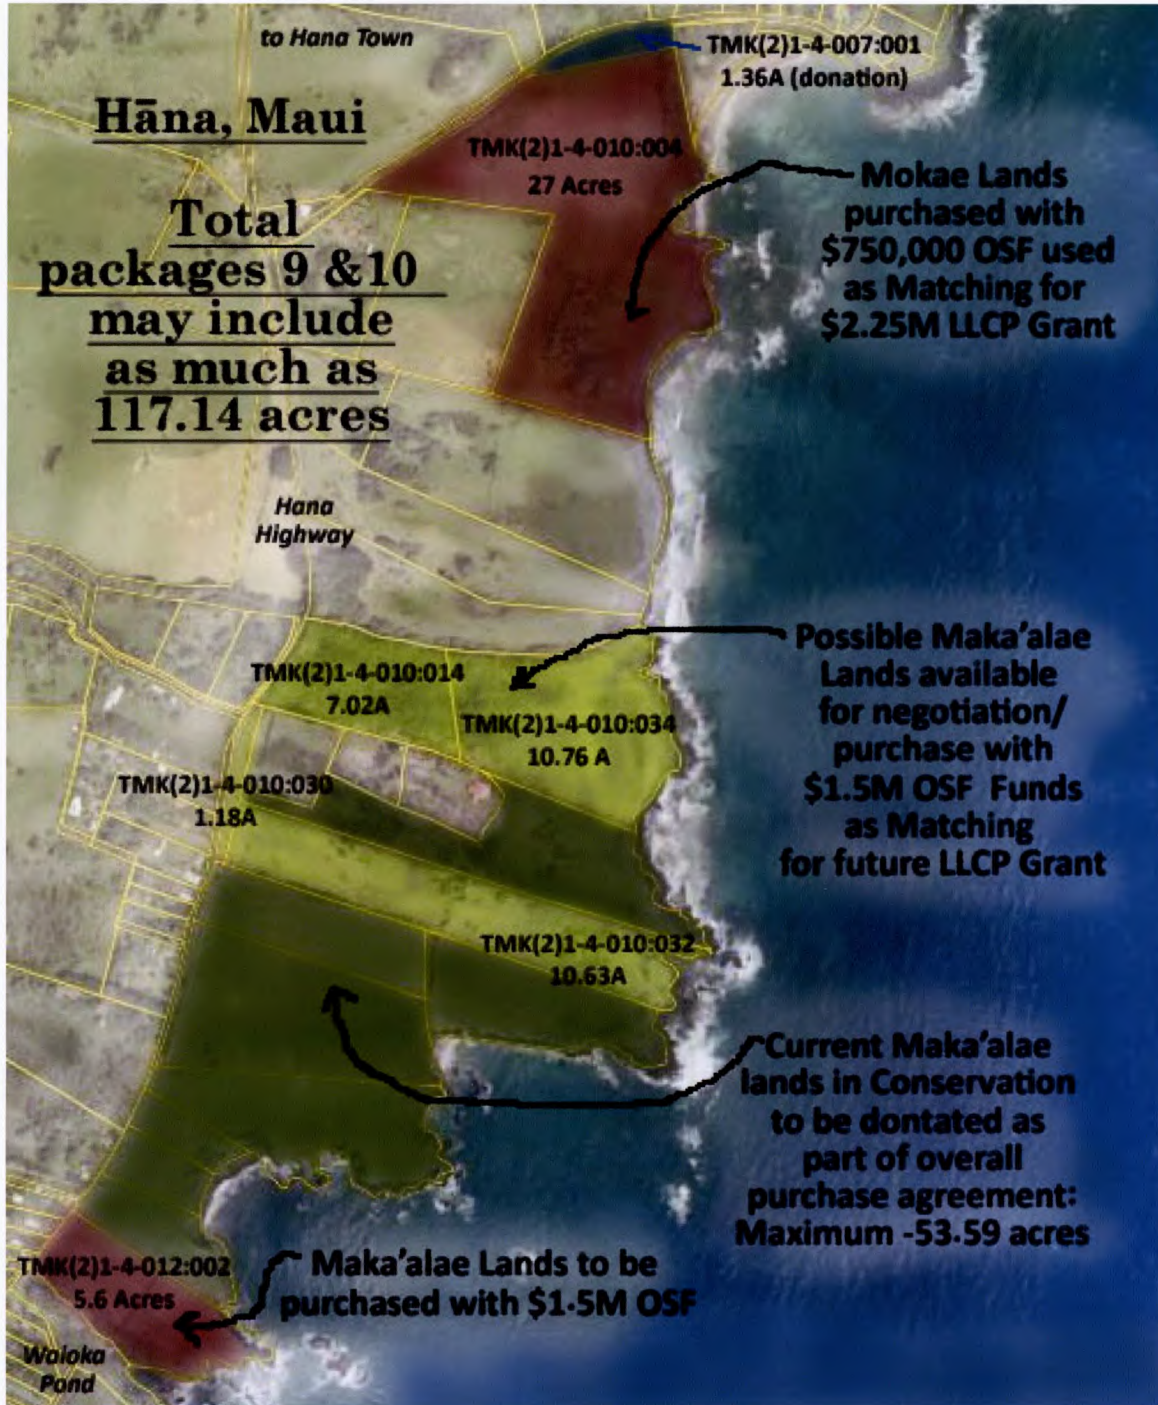 to Hana Town
TMK(2)1-4-007:001
1.36A (donation)
Hāna, Maui
TMK(2)1-4-010:004
27 Acres
Mokae Lands
purchased with
$750,000 OSF used
as Matching for
$2.25M LLCP Grant
Total
packages 9 &10
may include
as much as
117.14 acres
Hana
Highway
Possible Maka'alae
Lands available
for negotiation/
purchase with
$1.5M OSF Funds
as Matching
for future LLCP Grant
TMK(2)1-4-010:014
7.02A
TMK(2)1-4-010:034
10.76 A
TMK(2)1-4-010:030
1.18A
TMK(2)1-4-010:032
10.63A
Current Maka'alae
lands in Conservation
to be dontated as
part of overall
purchase agreement:
Maximum -53.59 acres
TMK(2)1-4-012:002
5.6 Acres
Maka'alae Lands to be
purchased with $1.5M OSF
Waioka
Pond